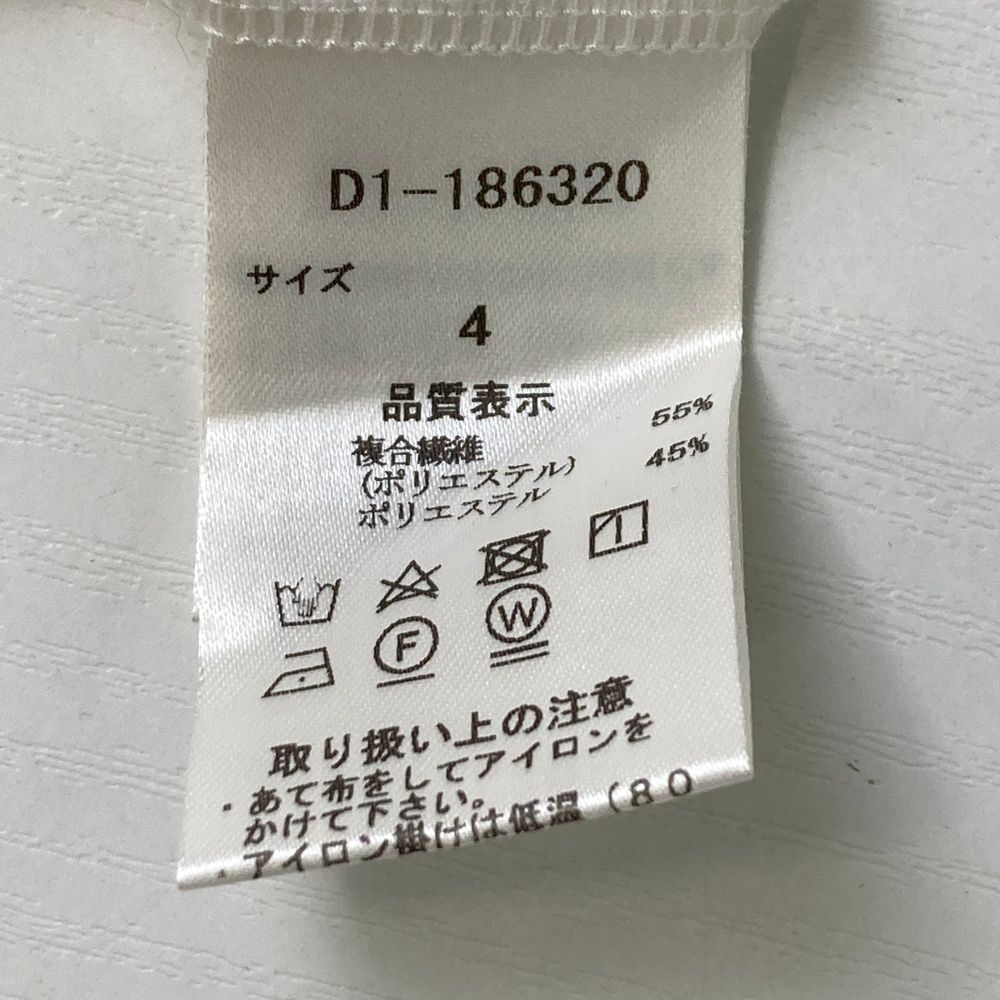 D1-186320
サイズ
4
品質表示
複合繊維
(ポリエステル) 55%
ポリエステル 45%
F W
取り扱い上の注意
・あて布をしてアイロンを
かけて下さい。
・アイロン掛けは低温（80